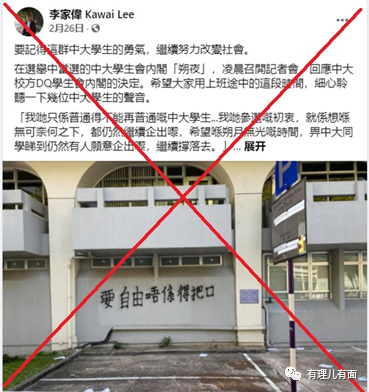 李家偉 Kawai Lee
2月26日
要記得這群中大學生的勇氣，繼續努力改變社會。
在選舉中當選的中大學生會內閣「朔夜」，凌晨召開記者會，回應中大
校方DQ學生會內閣的決定。希望大家用上班途中的這段時間，細心聆
聽一下幾位中大學生的聲音。
「我哋只係普通得不能再普通嘅中大學生...我哋參選嘅初衷，就係想喺
無可奈何之下，都仍然繼續企出嚟，希望喺朔月無光嘅時間，畀中大同
學睇到仍然有人願意企出嚟，繼續撐落去。」... 展开
要自由唔係得把口
有理儿有面